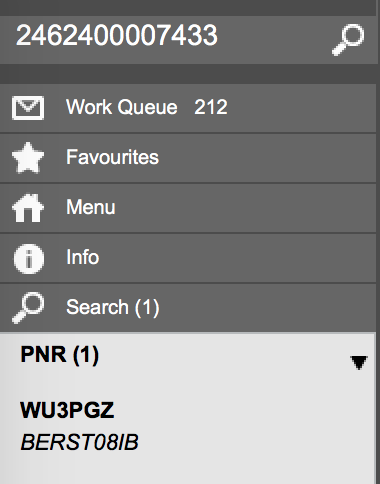 2462400007433
Work Queue 212
Favourites
Menu
Info
Search (1)
PNR (1)
WU3PGZ
BERST08IB